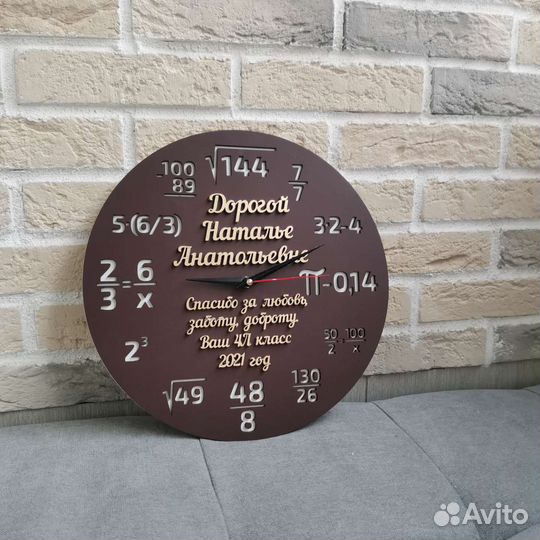 √144
100
89
7
7
5·(6/3)
3·2-4
Дорогой
Наталье
Анатольевне
2/3=6/x
π-0,14
Спасибо за любовь,
заботу, доброту.
Ваш 4Л класс
2021 год
2³
50/2=100/x
√49
48
8
130
26
Avito